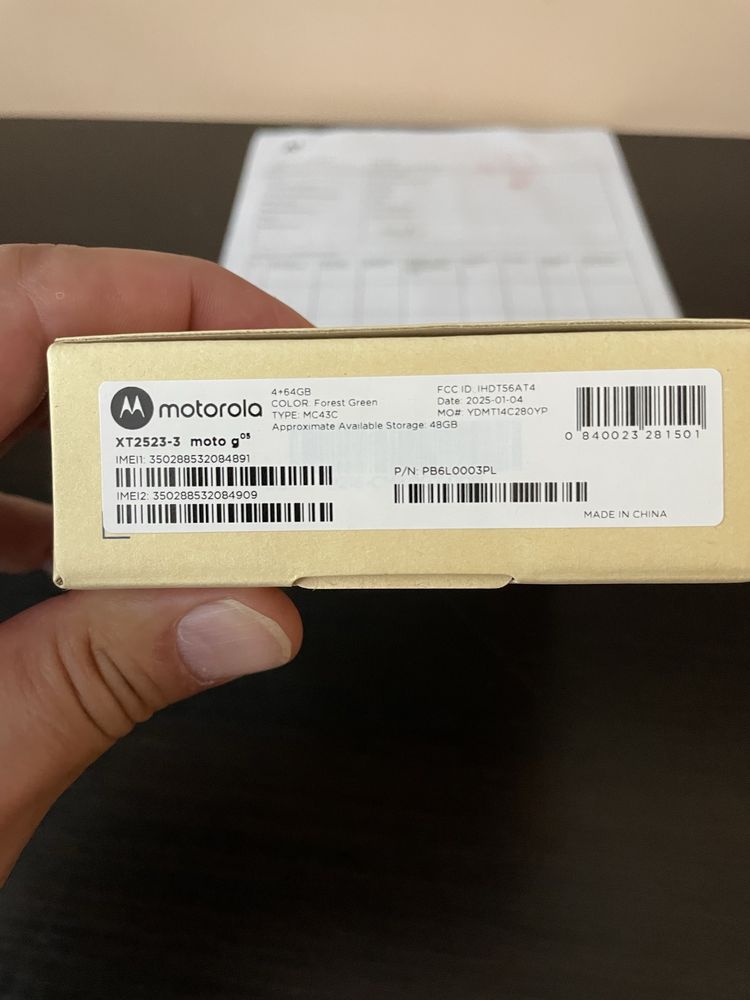 motorola
XT2523-3 moto g05
IMEI1: 350288532084891
IMEI2: 350288532084909
4+64GB
COLOR: Forest Green
TYPE: MC43C
Approximate Available Storage: 48GB
FCC ID: IHDT56AT4
Date: 2025-01-04
MO#: YDMT14C280YP
P/N: PB6L0003PL
0 840023 281501
MADE IN CHINA